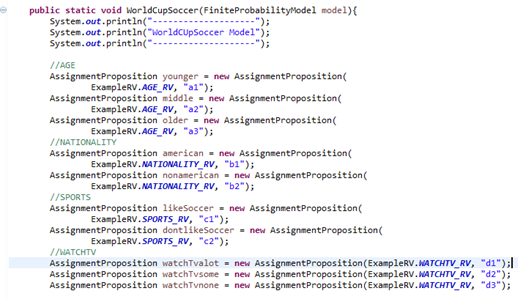 public static void WorldCupSoccer(FiniteProbabilityModel model){
System.out.println("--------------------");
System.out.println("WorldCUpSoccer Model");
System.out.println("--------------------");
//AGE
AssignmentProposition younger = new AssignmentProposition(
ExampleRV.AGE_RV, "a1");
AssignmentProposition middle = new AssignmentProposition(
ExampleRV.AGE_RV, "a2");
AssignmentProposition older = new AssignmentProposition(
ExampleRV.AGE_RV, "a3");
//NATIONALITY
AssignmentProposition american = new AssignmentProposition(
ExampleRV.NATIONALITY_RV, "b1");
AssignmentProposition nonamerican = new AssignmentProposition(
ExampleRV.NATIONALITY_RV, "b2");
//SPORTS
AssignmentProposition likeSoccer = new AssignmentProposition(
ExampleRV.SPORTS_RV, "c1");
AssignmentProposition dontlikeSoccer = new AssignmentProposition(
ExampleRV.SPORTS_RV, "c2");
//WATCHTV
AssignmentProposition watchTvalot = new AssignmentProposition(ExampleRV.WATCHTV_RV, "d1");
AssignmentProposition watchTvsome = new AssignmentProposition(ExampleRV.WATCHTV_RV, "d2");
AssignmentProposition watchTvnone = new AssignmentProposition(ExampleRV.WATCHTV_RV, "d3");